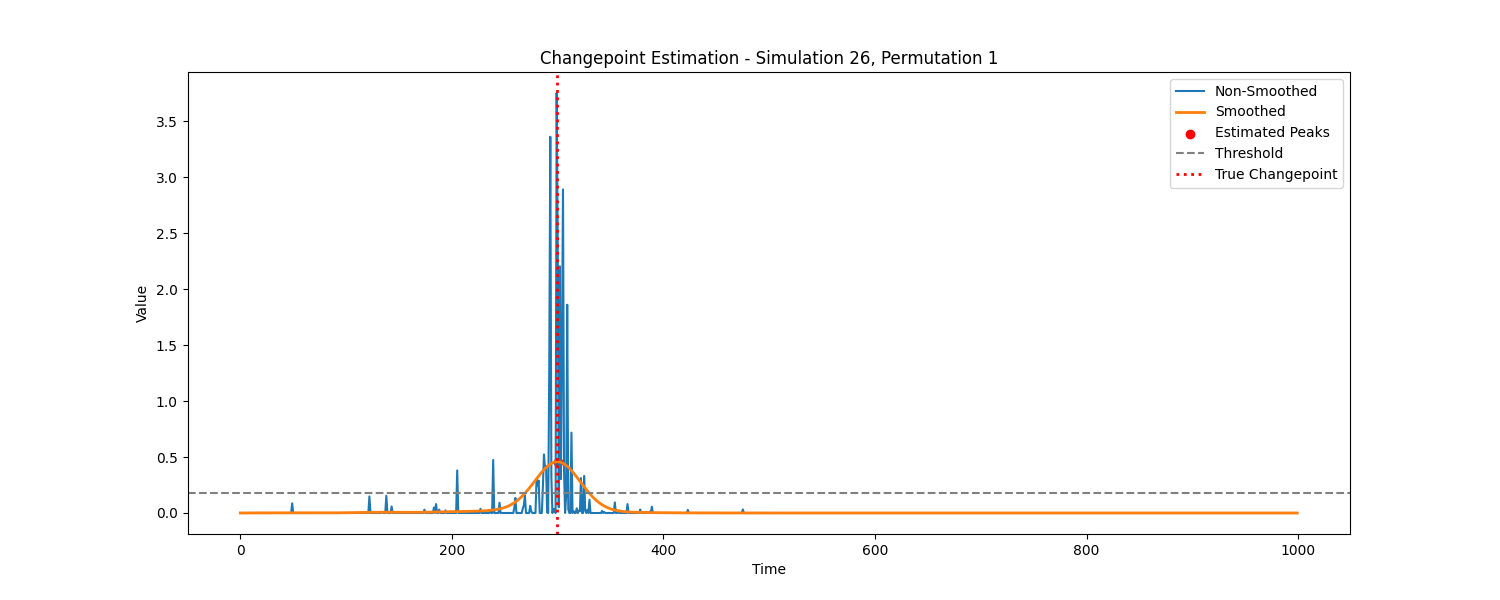 Changepoint Estimation - Simulation 26, Permutation 1
Non-Smoothed
Smoothed
Estimated Peaks
Threshold
True Changepoint
3.5
3.0
2.5
2.0
1.5
1.0
0.5
0.0
Value
0
200
400
600
800
1000
Time